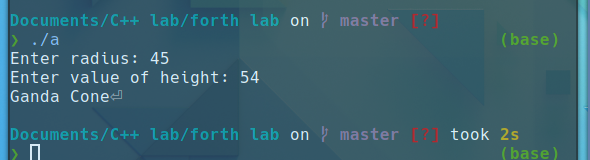 Documents/C++ lab/forth lab on ᚠ master [?]
❯ ./a (base)
Enter radius: 45
Enter value of height: 54
Ganda Cone⏎
Documents/C++ lab/forth lab on ᚠ master [?] took 2s
❯ (base)